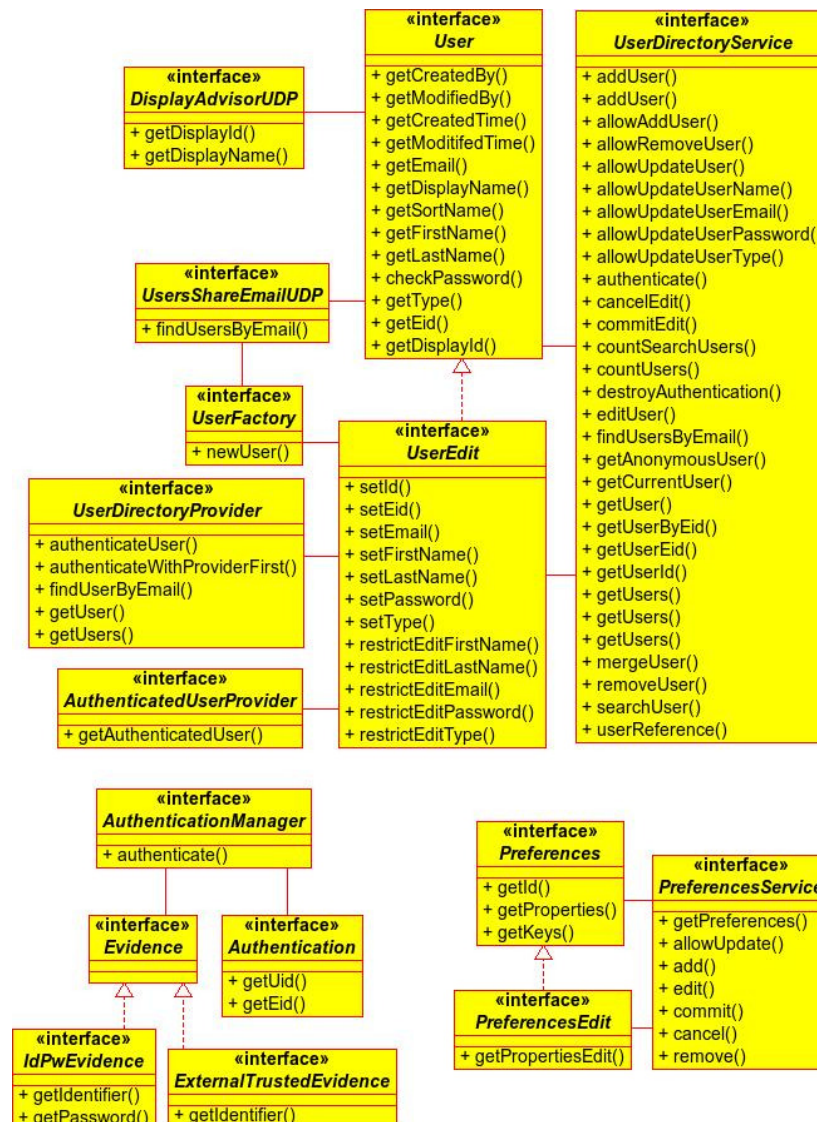 «interface»
User
+ getCreatedBy()
+ getModifiedBy()
+ getCreatedTime()
+ getModitifedTime()
+ getEmail()
+ getDisplayName()
+ getSortName()
+ getFirstName()
+ getLastName()
+ checkPassword()
+ getType()
+ getEid()
+ getDisplayId()
«interface»
UserDirectoryService
+ addUser()
+ addUser()
+ allowAddUser()
+ allowRemoveUser()
+ allowUpdateUser()
+ allowUpdateUserName()
+ allowUpdateUserEmail()
+ allowUpdateUserPassword(
+ allowUpdateUserType()
+ authenticate()
+ cancelEdit()
+ commitEdit()
+ countSearchUsers()
+ countUsers()
+ destroyAuthentication()
+ editUser()
+ findUsersByEmail()
+ getAnonymousUser()
+ getCurrentUser()
+ getUser()
+ getUserByEid()
+ getUserEid()
+ getUserId()
+ getUsers()
+ getUsers()
+ getUsers()
+ mergeUser()
+ removeUser()
+ searchUser()
+ userReference()
«interface»
DisplayAdvisorUDP
+ getDisplayId()
+ getDisplayName()
«interface»
UsersShareEmailUDP
+ findUsersByEmail()
«interface»
UserFactory
+ newUser()
«interface»
UserEdit
+ setId()
+ setEid()
+ setEmail()
+ setFirstName()
+ setLastName()
+ setPassword()
+ setType()
+ restrictEditFirstName()
+ restrictEditLastName()
+ restrictEditEmail()
+ restrictEditPassword()
+ restrictEditType()
«interface»
UserDirectoryProvider
+ authenticateUser()
+ authenticateWithProviderFirst()
+ findUserByEmail()
+ getUser()
+ getUsers()
«interface»
AuthenticatedUserProvider
+ getAuthenticatedUser()
«interface»
AuthenticationManager
+ authenticate()
«interface»
Evidence
«interface»
Authentication
+ getUid()
+ getEid()
«interface»
IdPwEvidence
+ getIdentifier()
+ getPassword()
«interface»
ExternalTrustedEvidence
+ getIdentifier()
«interface»
Preferences
+ getId()
+ getProperties()
+ getKeys()
«interface»
PreferencesService
+ getPreferences()
+ allowUpdate()
+ add()
+ edit()
+ commit()
+ cancel()
+ remove()
«interface»
PreferencesEdit
+ getPropertiesEdit()